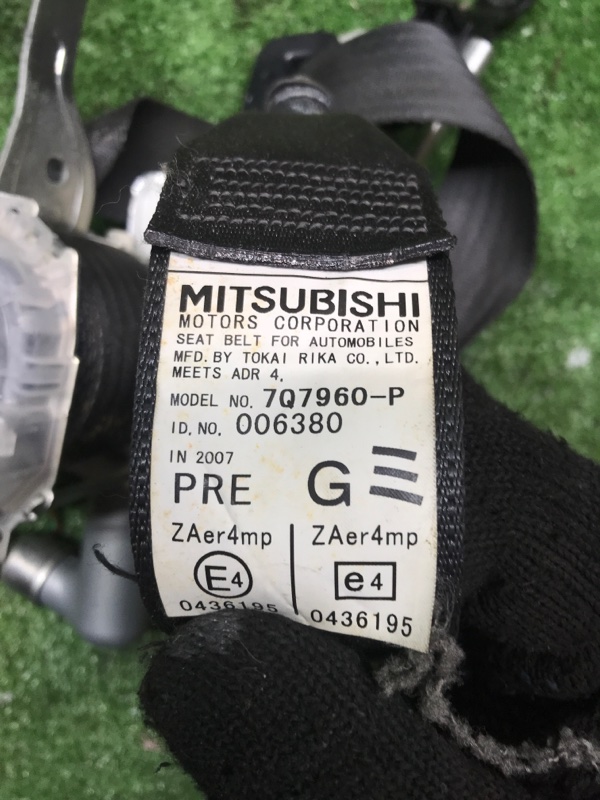 MITSUBISHI
MOTORS CORPORATION
SEAT BELT FOR AUTOMOBILES
MFD. BY TOKAI RIKA CO.,LTD.
MEETS ADR 4,
MODEL NO. 7Q7960-P
ID.NO. 006380
IN 2007
PRE G
ZAer4mp ZAer4mp
E4 e4
0436195 0436195